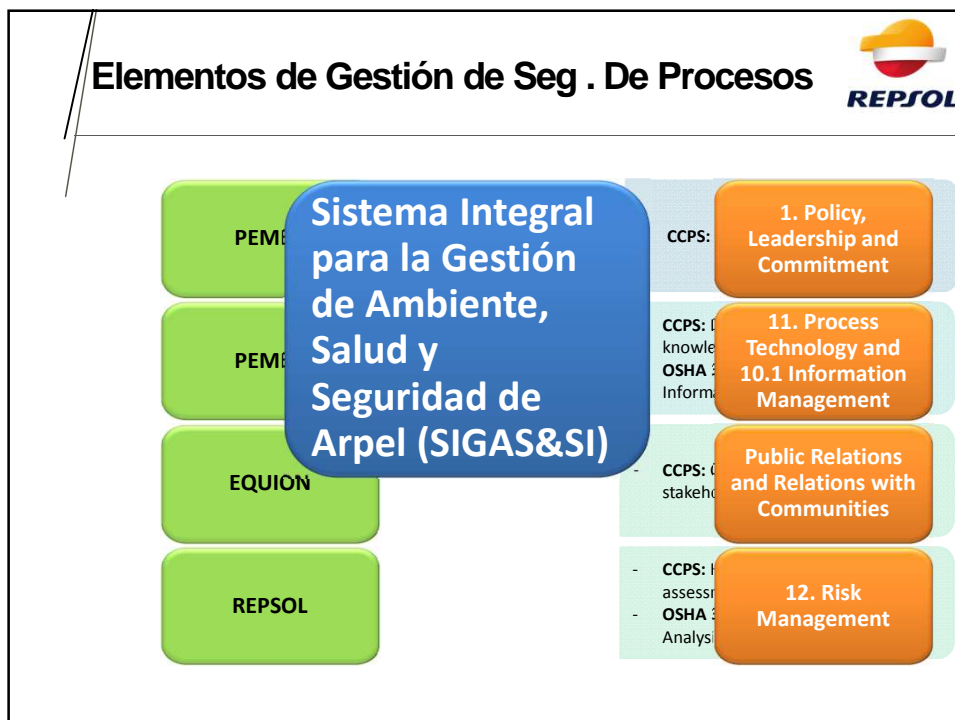 Elementos de Gestión de Seg . De Procesos
REPSOL
Sistema Integral
para la Gestión
de Ambiente,
Salud y
Seguridad de
Arpel (SIGAS&SI)
CCPS:
1. Policy,
Leadership and
Commitment
CCPS:
OSHA
11. Process
Technology and
10.1 Information
Management
EQUION
- CCPS:
Public Relations
and Relations with
Communities
REPSOL
- CCPS:
- OSHA
12. Risk
Management